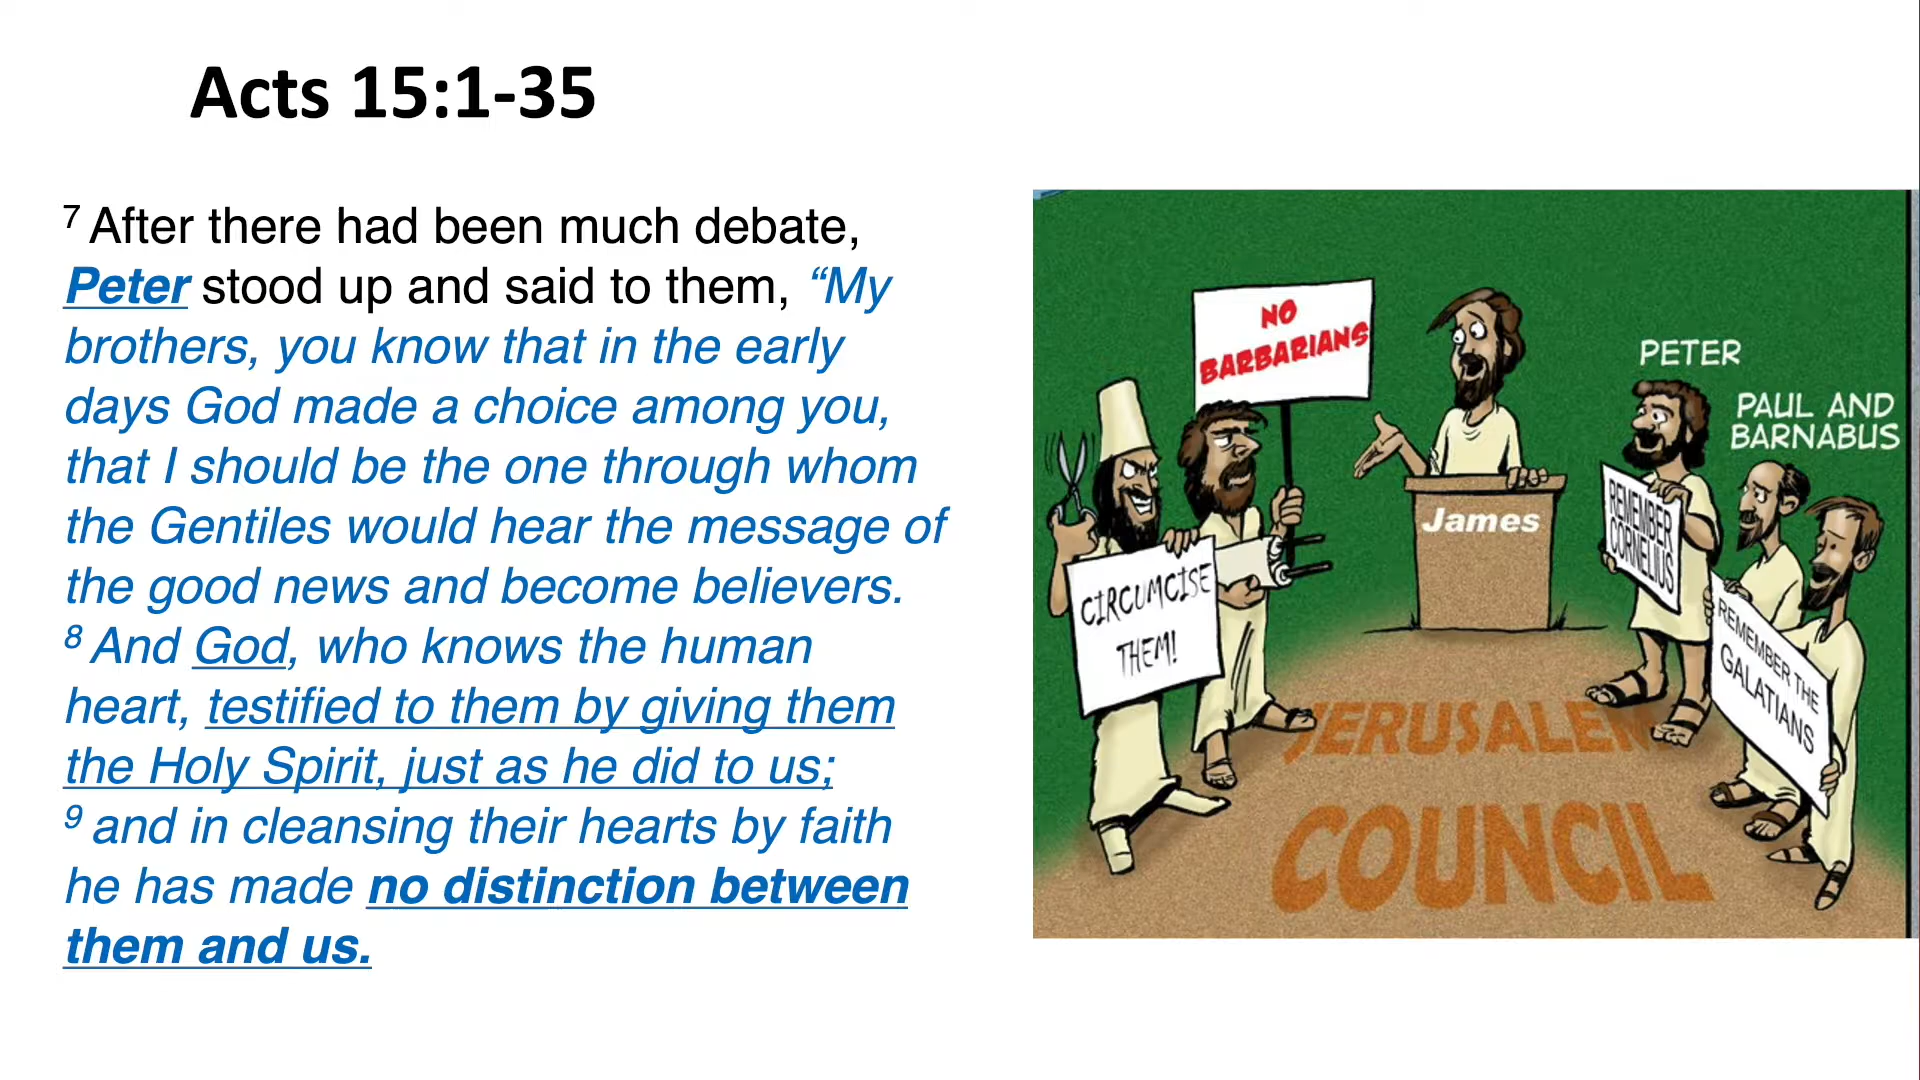 Acts 15:1-35
7 After there had been much debate,
Peter stood up and said to them, “My
brothers, you know that in the early
days God made a choice among you,
that I should be the one through whom
the Gentiles would hear the message of
the good news and become believers.
8 And God, who knows the human
heart, testified to them by giving them
the Holy Spirit, just as he did to us;
9 and in cleansing their hearts by faith
he has made no distinction between
them and us.
NO
BARBARIANS
CIRCUMCISE
THEM!
James
PETER
PAUL AND
BARNABUS
REMEMBER
CORNELIUS
REMEMBER THE
GALATIANS
JERUSALEM
COUNCIL